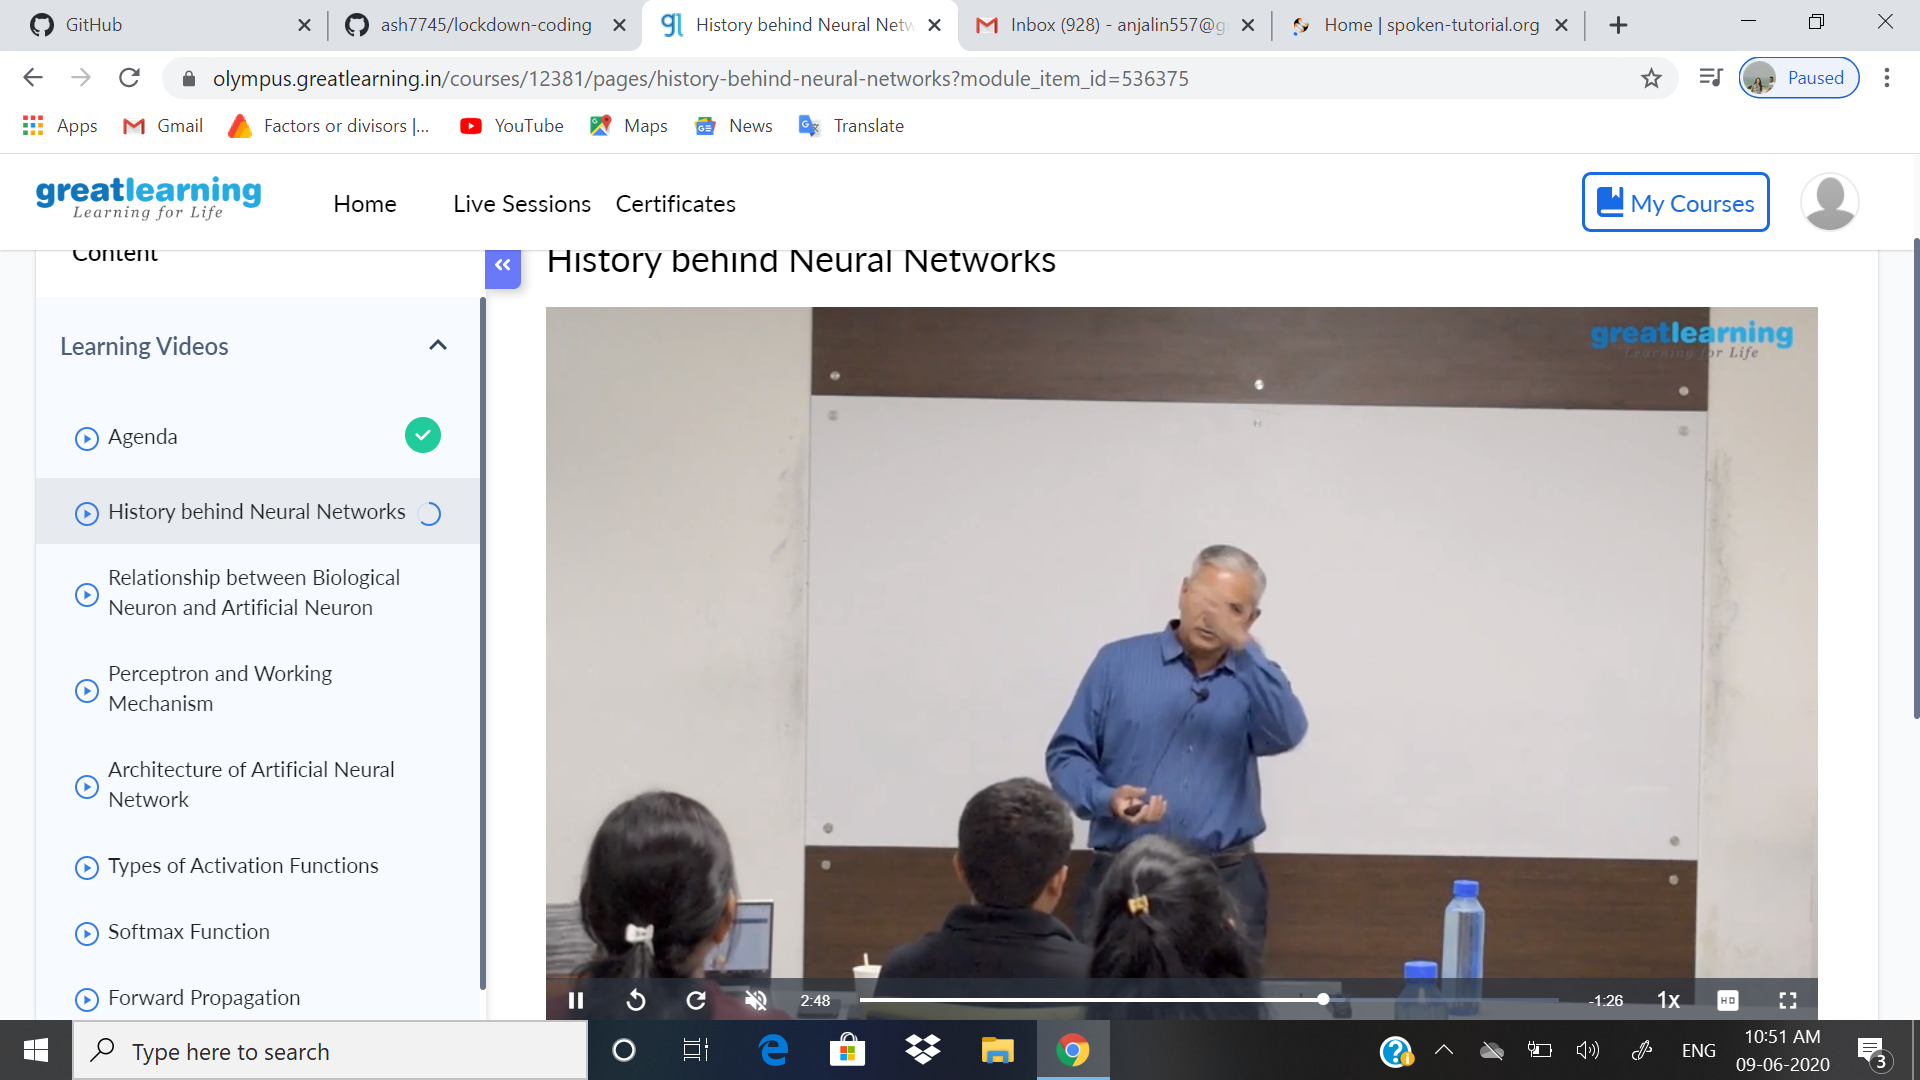 GitHub
ash7745/lockdown-coding
gl History behind Neural Netw
Inbox (928) - anjalin557@g
Home | spoken-tutorial.org
olympus.greatlearning.in/courses/12381/pages/history-behind-neural-networks?module_item_id=536375
Paused
Apps
Gmail
Factors or divisors |...
YouTube
Maps
News
Translate
greatlearning
Learning for Life
Home
Live Sessions
Certificates
My Courses
Content
History behind Neural Networks
Learning Videos
Agenda
History behind Neural Networks
Relationship between Biological
Neuron and Artificial Neuron
Perceptron and Working
Mechanism
Architecture of Artificial Neural
Network
Types of Activation Functions
Softmax Function
Forward Propagation
greatlearning
Learning for Life
2:48
-1:26
1x
HD
Type here to search
ENG
10:51 AM
09-06-2020
3